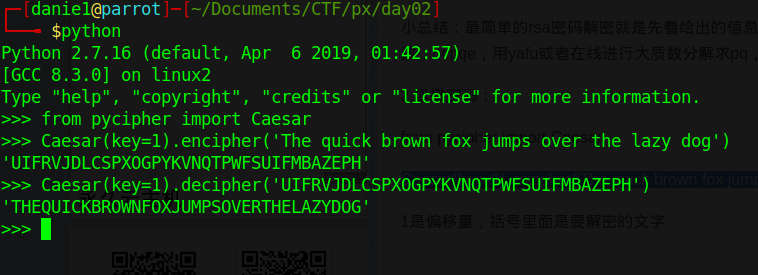 ┌─[danie1@parrot]─[~/Documents/CTF/px/day02]
└──╼ $python
Python 2.7.16 (default, Apr  6 2019, 01:42:57)
[GCC 8.3.0] on linux2
Type "help", "copyright", "credits" or "license" for more information.
>>> from pycipher import Caesar
>>> Caesar(key=1).encipher('The quick brown fox jumps over the lazy dog')
'UIFRVJDLCSPXOGPYKVNQTPWFSUIFMBAZEPH'
>>> Caesar(key=1).decipher('UIFRVJDLCSPXOGPYKVNQTPWFSUIFMBAZEPH')
'THEQUICKBROWNFOXJUMPSOVERTHELAZYDOG'
>>>
小总结：最简单的rsa密码解密就是先看给出的信息
qe，用yafu或者在线进行大质数分解求pq，
brown fox jump
1是偏移量，括号里面是要解密的文字